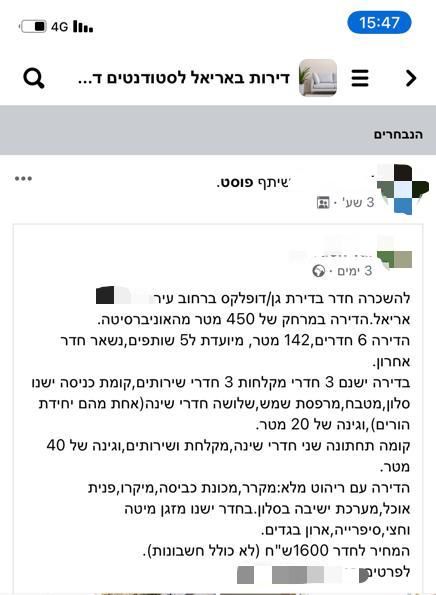 15:47
4G
דירות באריאל לסטודנטים ד...
הנבחרים
שיתף פוסט.
3 שע' ·
3 ימים ·
להשכרה חדר בדירת גן/דופלקס ברחוב עיר
אריאל.הדירה במרחק של 450 מטר מהאוניברסיטה.
הדירה 6 חדרים,142 מטר, מיועדת ל5 שותפים,נשאר חדר
אחרון.
בדירה ישנם 3 חדרי מקלחות 3 חדרי שירותים,קומת כניסה ישנו
סלון,מטבח,מרפסת שמש,שלושה חדרי שינה(אחת מהם יחידת
הורים),וגינה של 20 מטר.
קומה תחתונה שני חדרי שינה,מקלחת ושירותים,וגינה של 40
מטר.
הדירה עם ריהוט מלא:מקרר,מכונת כביסה,מיקרו,פנית
אוכל,מערכת ישיבה בסלון.בחדר ישנו מזגן מיטה
וחצי,סיפרייה,ארון בגדים.
המחיר לחדר 1600ש"ח (לא כולל חשבונות).
לפרטים